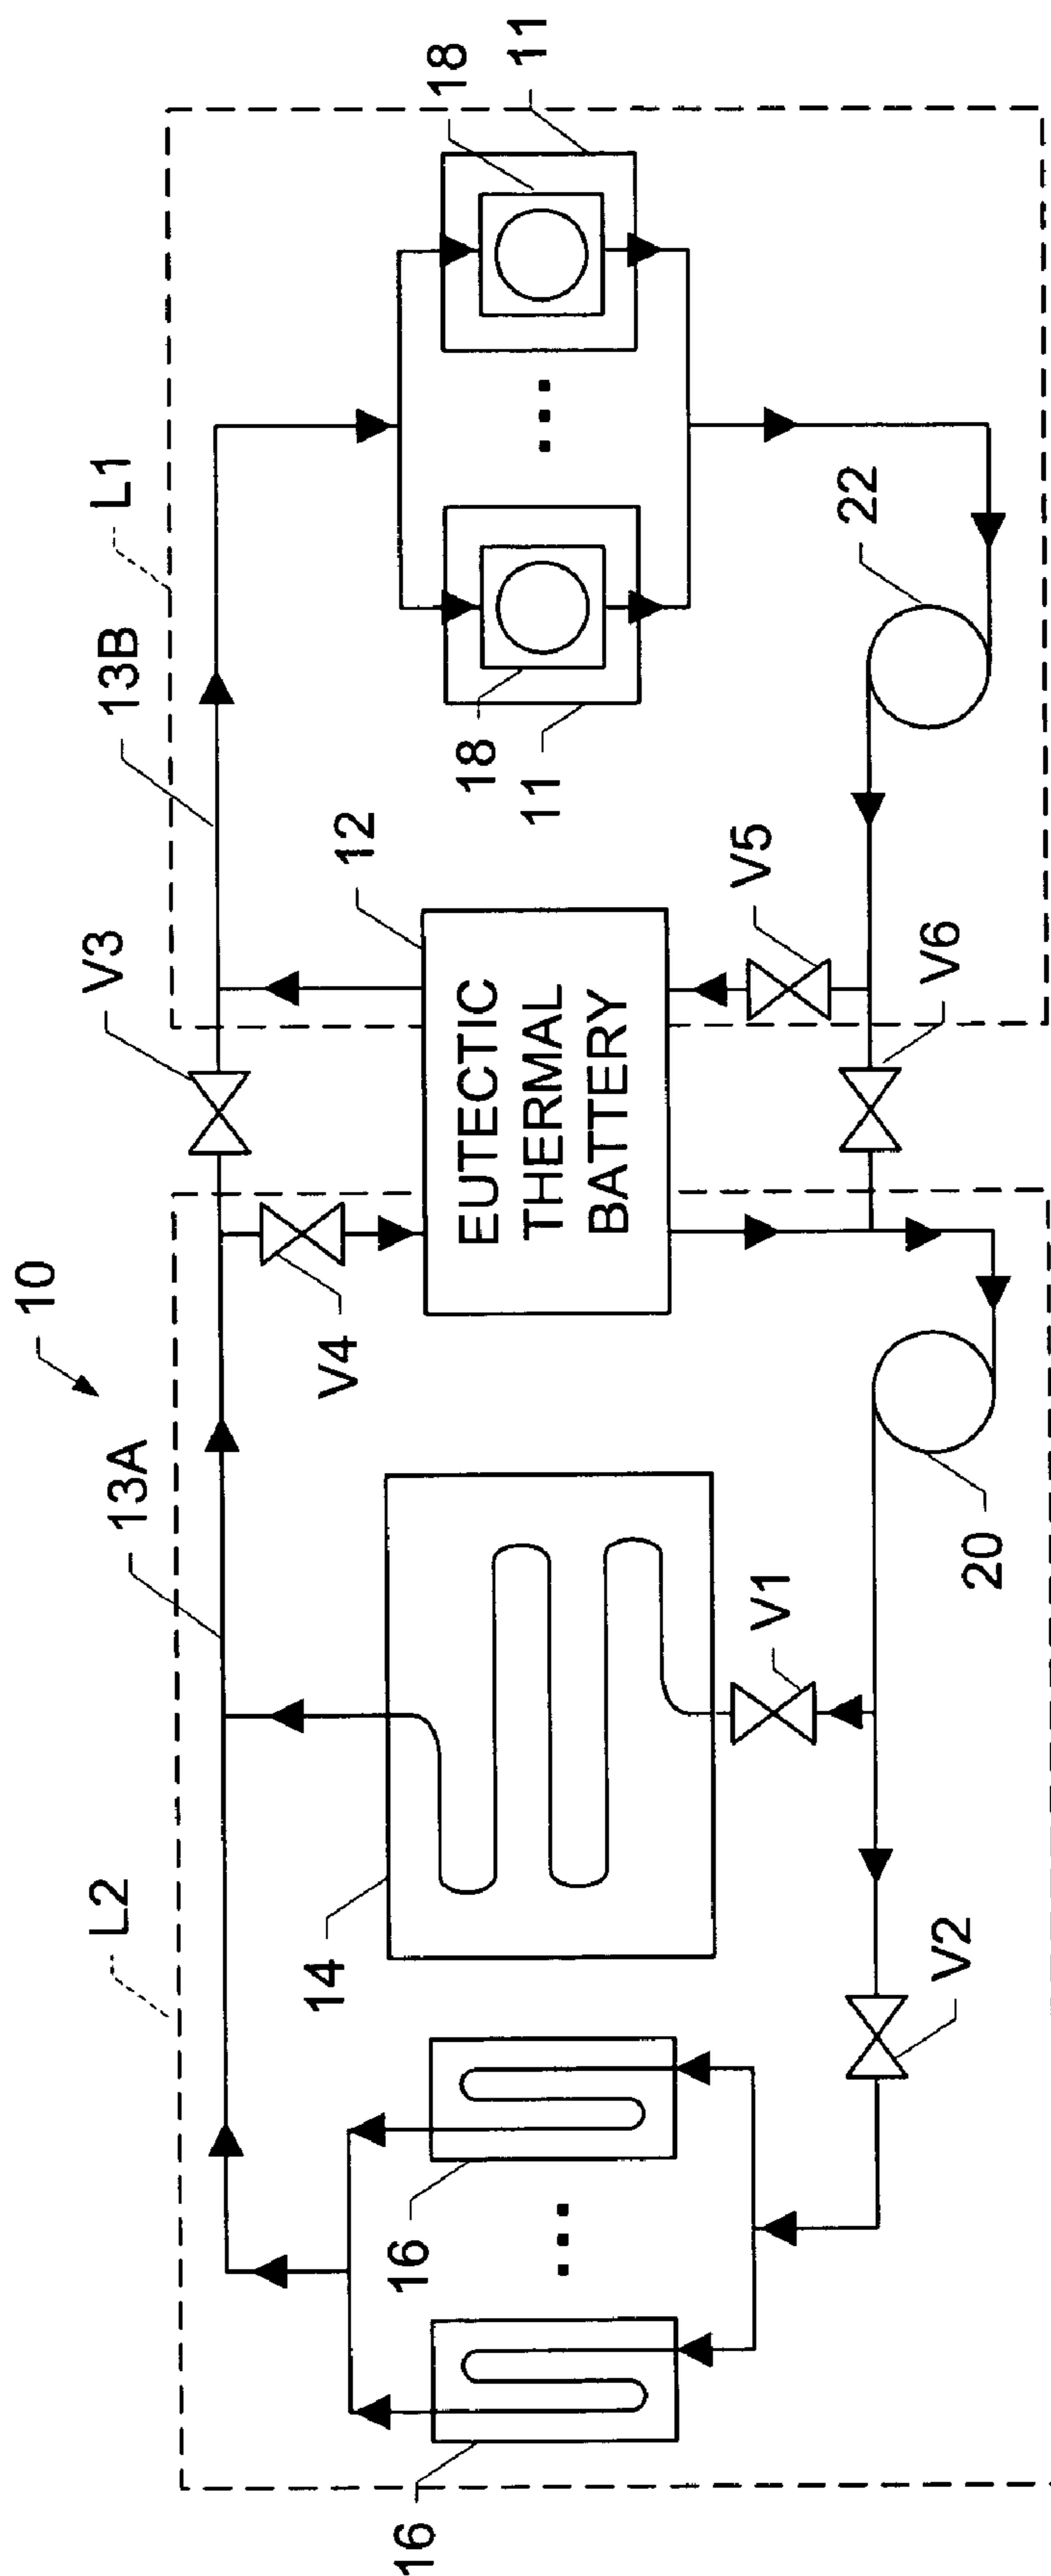 10
L2
13A
V3
13B
L1
18
11
V4
12
EUTECTIC
THERMAL
BATTERY
18
11
14
16
16
V1
V2
20
V5
V6
22